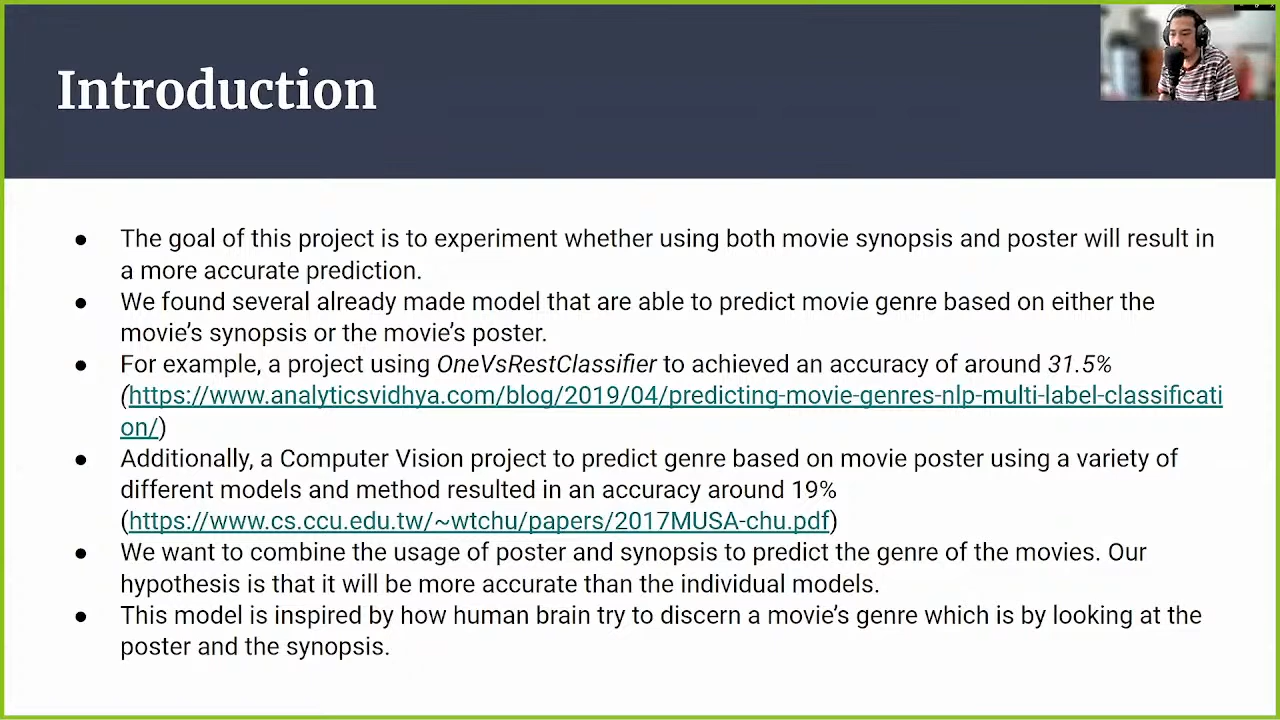 Introduction
● The goal of this project is to experiment whether using both movie synopsis and poster will result in
a more accurate prediction.
● We found several already made model that are able to predict movie genre based on either the
movie's synopsis or the movie's poster.
● For example, a project using OneVsRestClassifier to achieved an accuracy of around 31.5%
(https://www.analyticsvidhya.com/blog/2019/04/predicting-movie-genres-nlp-multi-label-classificati
on/)
● Additionally, a Computer Vision project to predict genre based on movie poster using a variety of
different models and method resulted in an accuracy around 19%
(https://www.cs.ccu.edu.tw/~wtchu/papers/2017MUSA-chu.pdf)
● We want to combine the usage of poster and synopsis to predict the genre of the movies. Our
hypothesis is that it will be more accurate than the individual models.
● This model is inspired by how human brain try to discern a movie's genre which is by looking at the
poster and the synopsis.